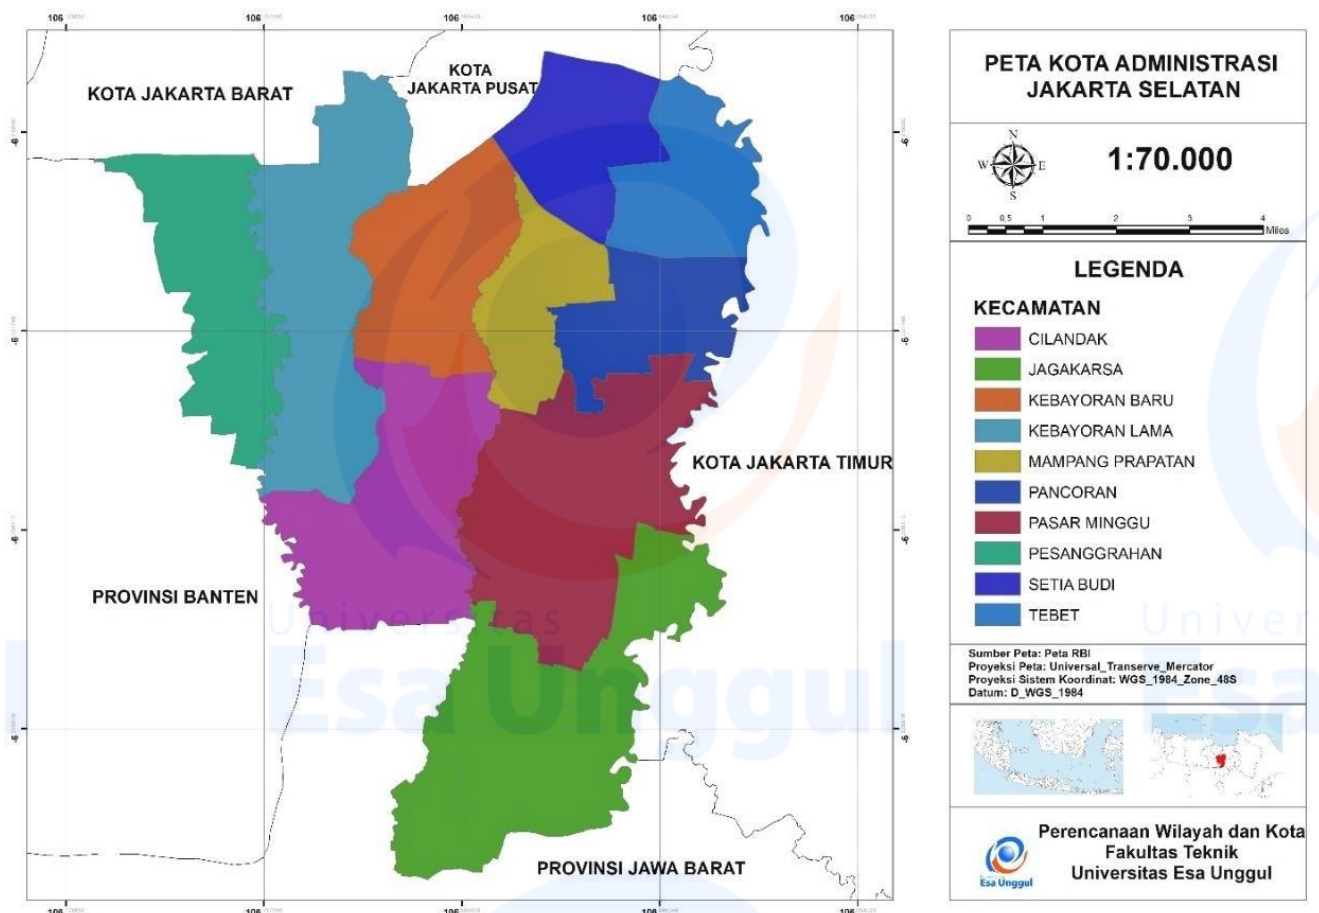 KOTA JAKARTA BARAT
KOTA
JAKARTA PUSAT
KOTA JAKARTA TIMUR
PROVINSI BANTEN
PROVINSI JAWA BARAT
Universitas
Esa Unggul
PETA KOTA ADMINISTRASI
JAKARTA SELATAN
N
W E
S
1:70.000
0 0,5 1 2 3 4
Miles
LEGENDA
KECAMATAN
CILANDAK
JAGAKARSA
KEBAYORAN BARU
KEBAYORAN LAMA
MAMPANG PRAPATAN
PANCORAN
PASAR MINGGU
PESANGGRAHAN
SETIA BUDI
TEBET
Sumber Peta: Peta RBI
Proyeksi Peta: Universal_Transerve_Mercator
Proyeksi Sistem Koordinat: WGS_1984_Zone_48S
Datum: D_WGS_1984
Perencanaan Wilayah dan Kota
Fakultas Teknik
Universitas Esa Unggul
Esa Unggul